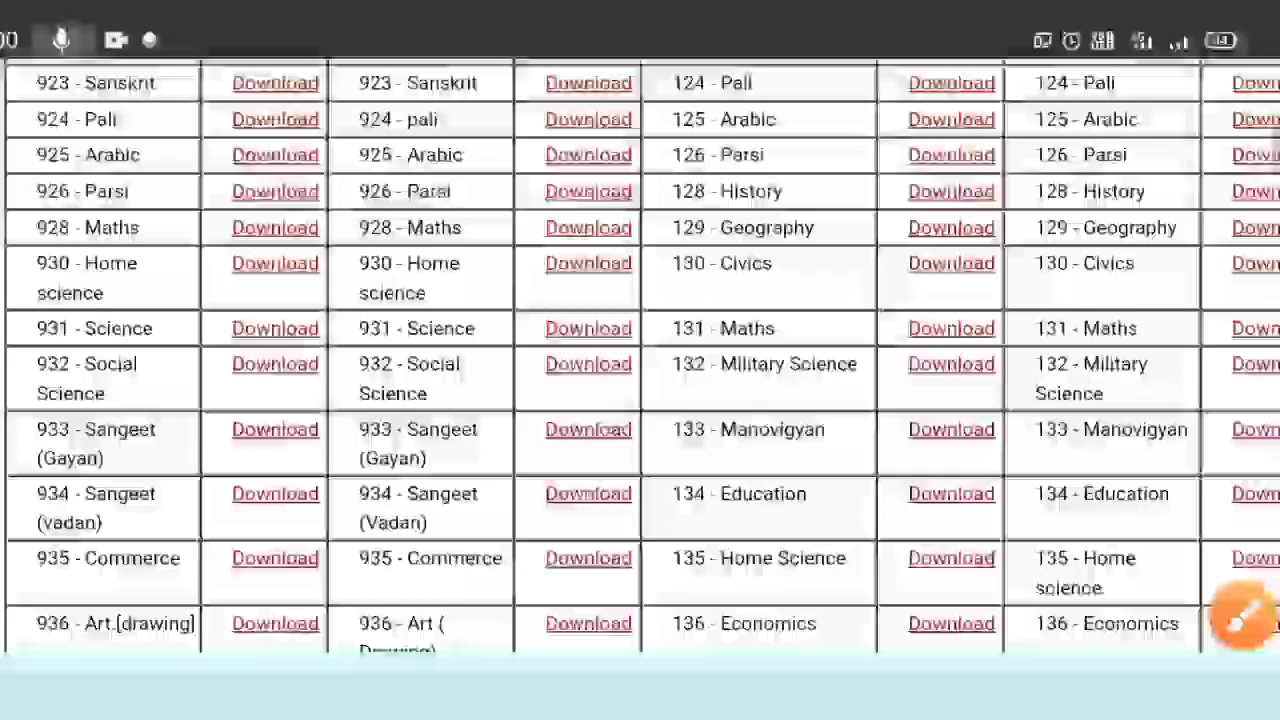 00
923 - Sanskrit Download 923 - Sanskrit Download 124 - Pali Download 124 - Pali Down
924 - Pali Download 924 - pali Download 125 - Arabic Download 125 - Arabic Down
925 - Arabic Download 925 - Arabic Download 126 - Parsi Download 126 - Parsi Down
926 - Parsi Download 926 - Parsi Download 128 - History Download 128 - History Down
928 - Maths Download 928 - Maths Download 129 - Geography Download 129 - Geography Down
930 - Home Download 930 - Home Download 130 - Civics Download 130 - Civics Down
science science
931 - Science Download 931 - Science Download 131 - Maths Download 131 - Maths Down
932 - Social Download 932 - Social Download 132 - Military Science Download 132 - Military Down
Science Science Science
933 - Sangeet Download 933 - Sangeet Download 133 - Manovigyan Download 133 - Manovigyan Down
(Gayan) (Gayan)
934 - Sangeet Download 934 - Sangeet Download 134 - Education Download 134 - Education Down
(vadan) (Vadan)
935 - Commerce Download 935 - Commerce Download 135 - Home Science Download 135 - Home Down
science
936 - Art.[drawing] Download 936 - Art ( Download 136 - Economics Download 136 - Economics
Drawing)